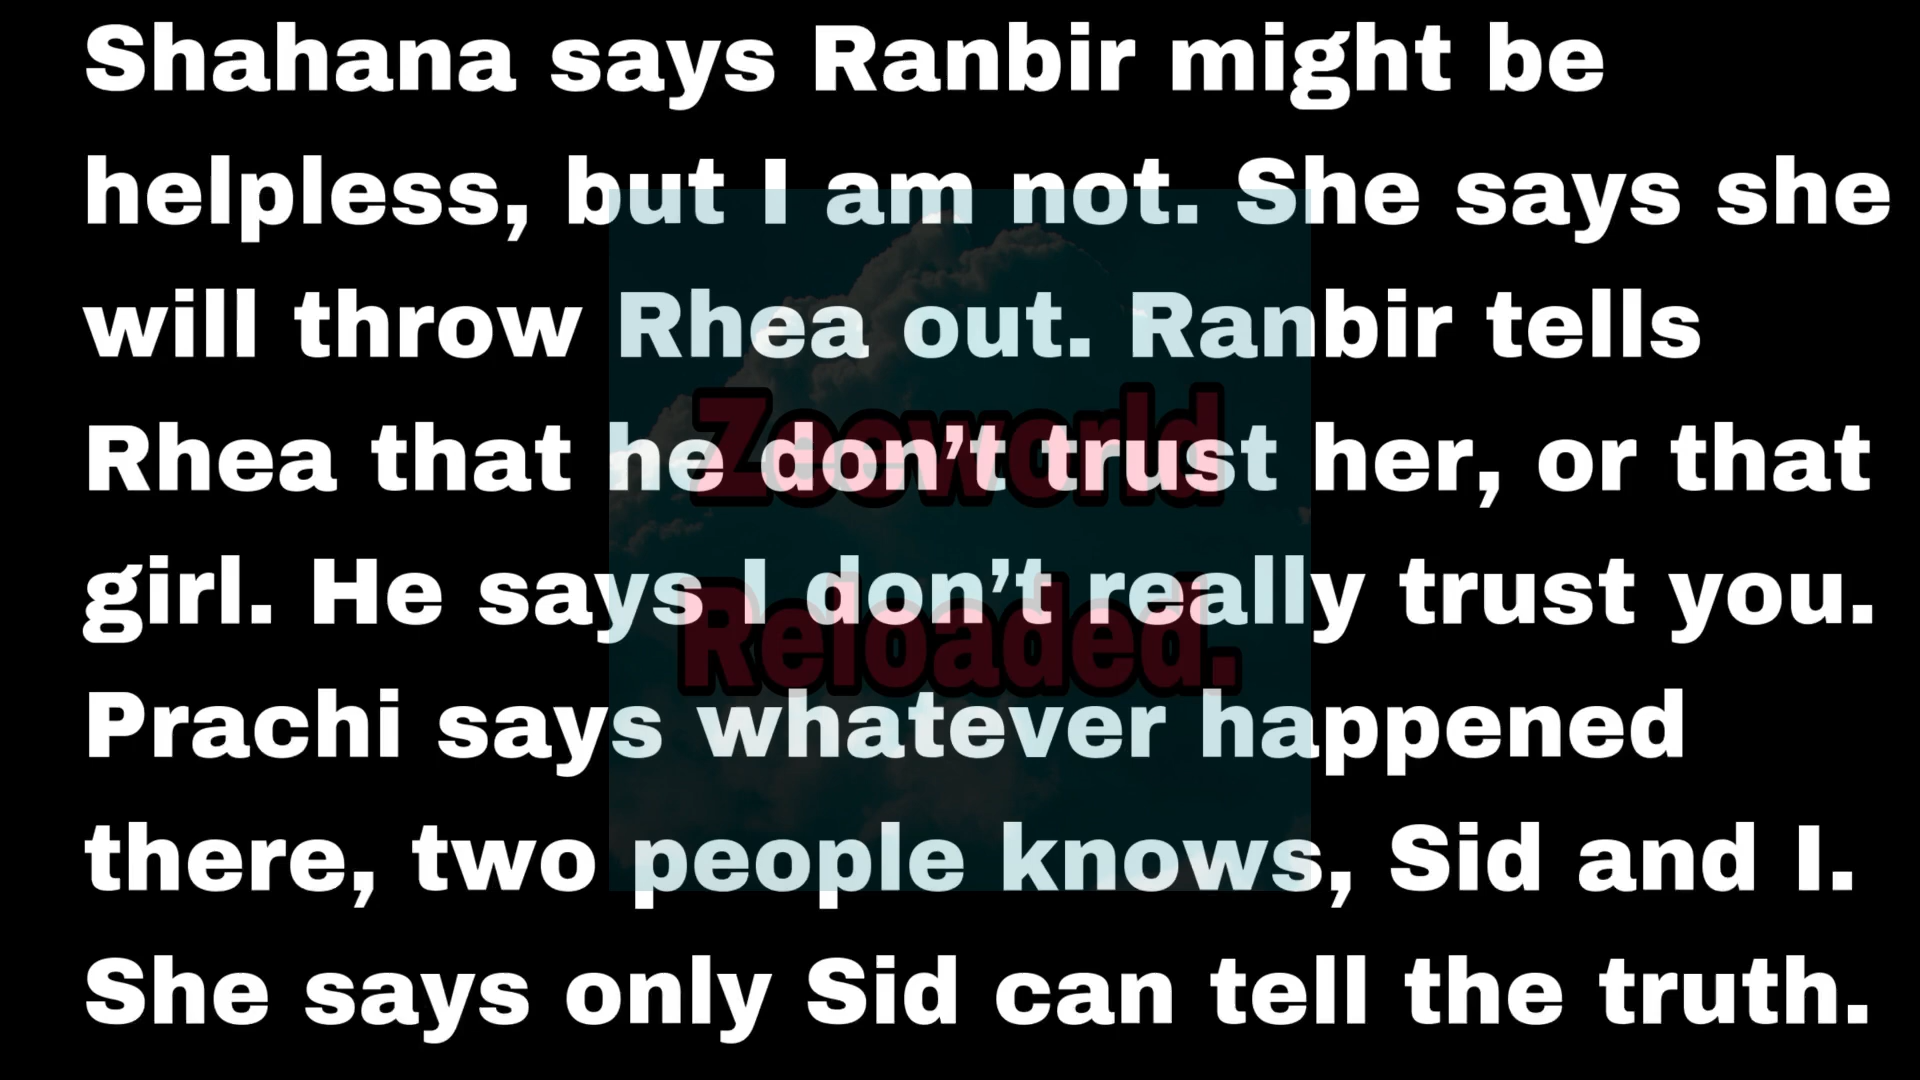 Shahana says Ranbir might be
helpless, but I am not. She says she
will throw Rhea out. Ranbir tells
Rhea that he don’t trust her, or that
girl. He says I don’t really trust you.
Prachi says whatever happened
there, two people knows, Sid and I.
She says only Sid can tell the truth.
Zeeworld
Reloaded.